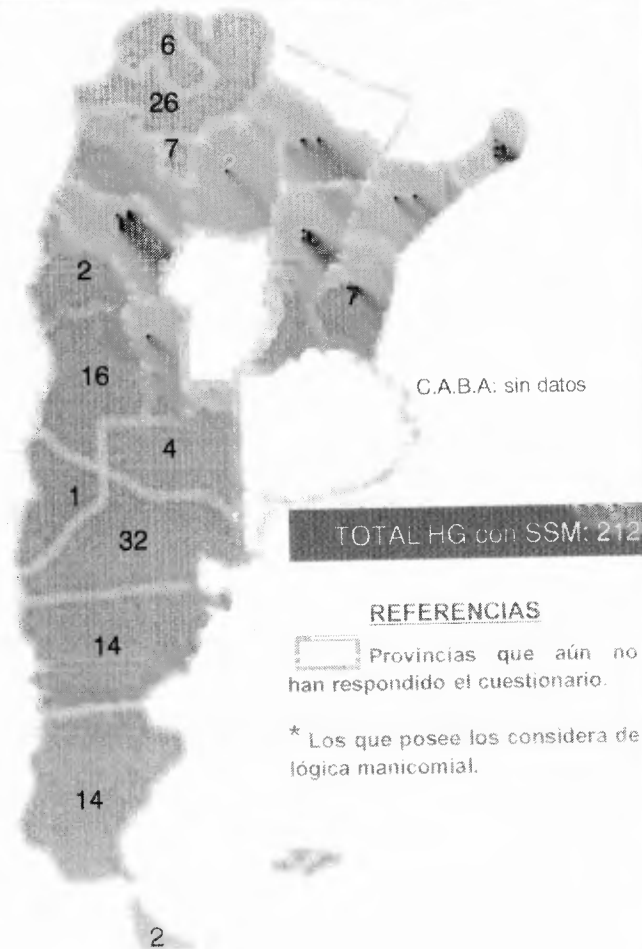 6
26
7
2
7
16
C.A.B.A: sin datos
4
1
32
TOTAL HG con SSM: 212
REFERENCIAS
Provincias que aún no
han respondido el cuestionario.
14
* Los que posee los considera de
lógica manicomial.
14
2